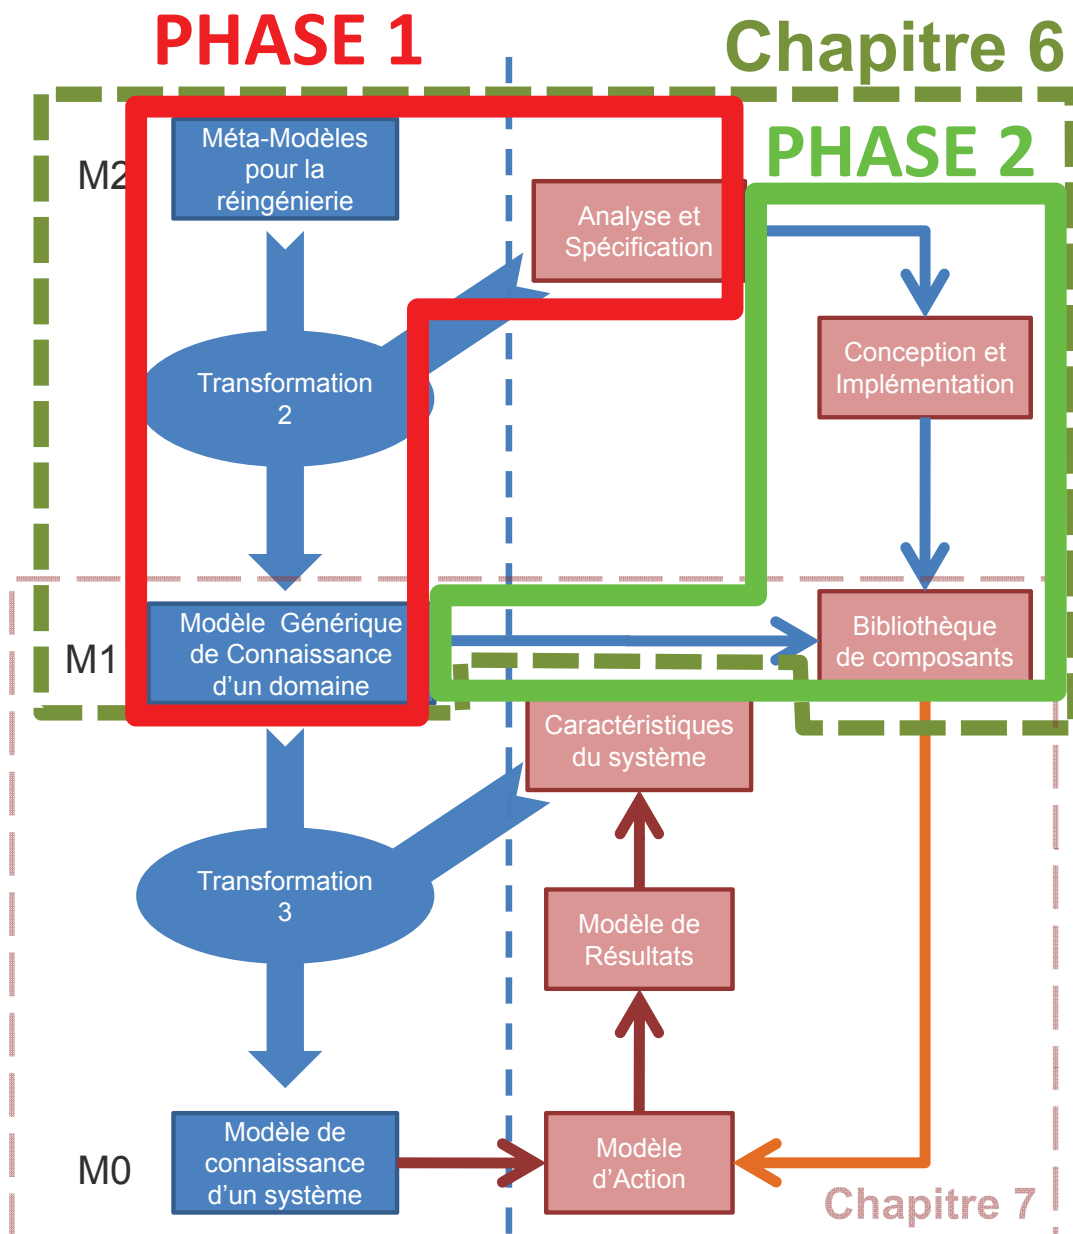 PHASE 1
Chapitre 6
PHASE 2
M2
Méta-Modèles
pour la
réingénierie
Analyse et
Spécification
Transformation
2
Conception et
Implémentation
M1
Modèle Générique
de Connaissance
d'un domaine
Bibliothèque
de composants
Caractéristiques
du système
Transformation
3
Modèle de
Résultats
M0
Modèle de
connaissance
d'un système
Modèle
d'Action
Chapitre 7